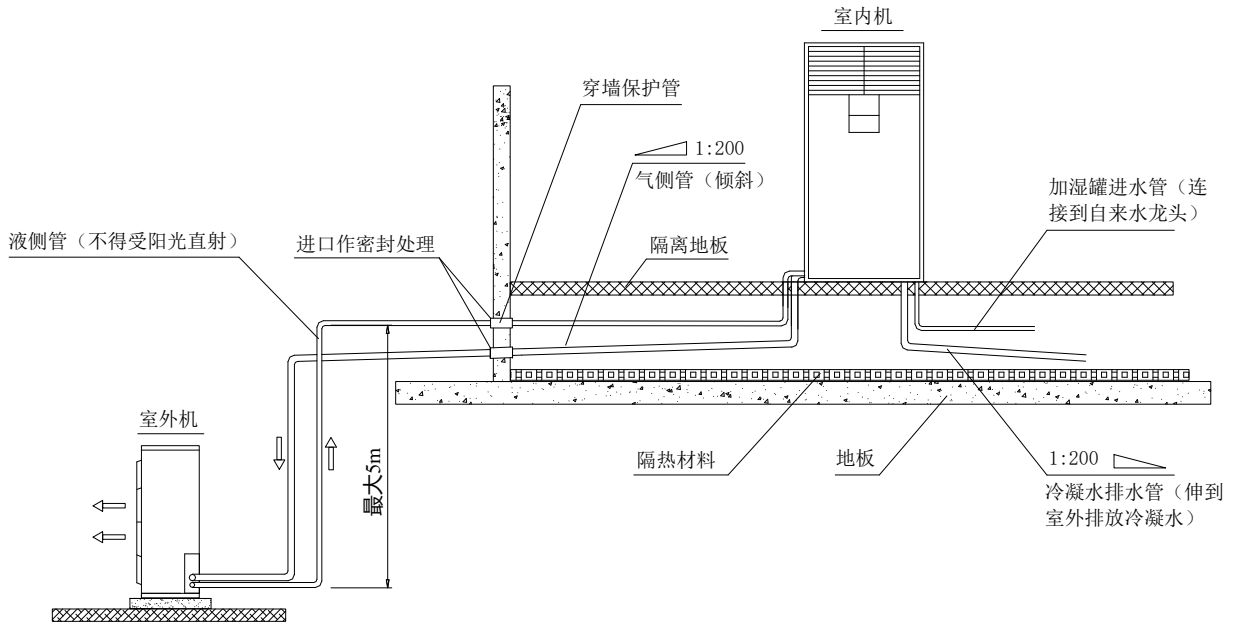 室内机
穿墙保护管
1:200
气侧管（倾斜）
加湿罐进水管（连
接到自来水龙头）
液侧管（不得受阳光直射）
进口作密封处理
隔离地板
室外机
最大5m
隔热材料
地板
1:200
冷凝水排水管（伸到
室外排放冷凝水）